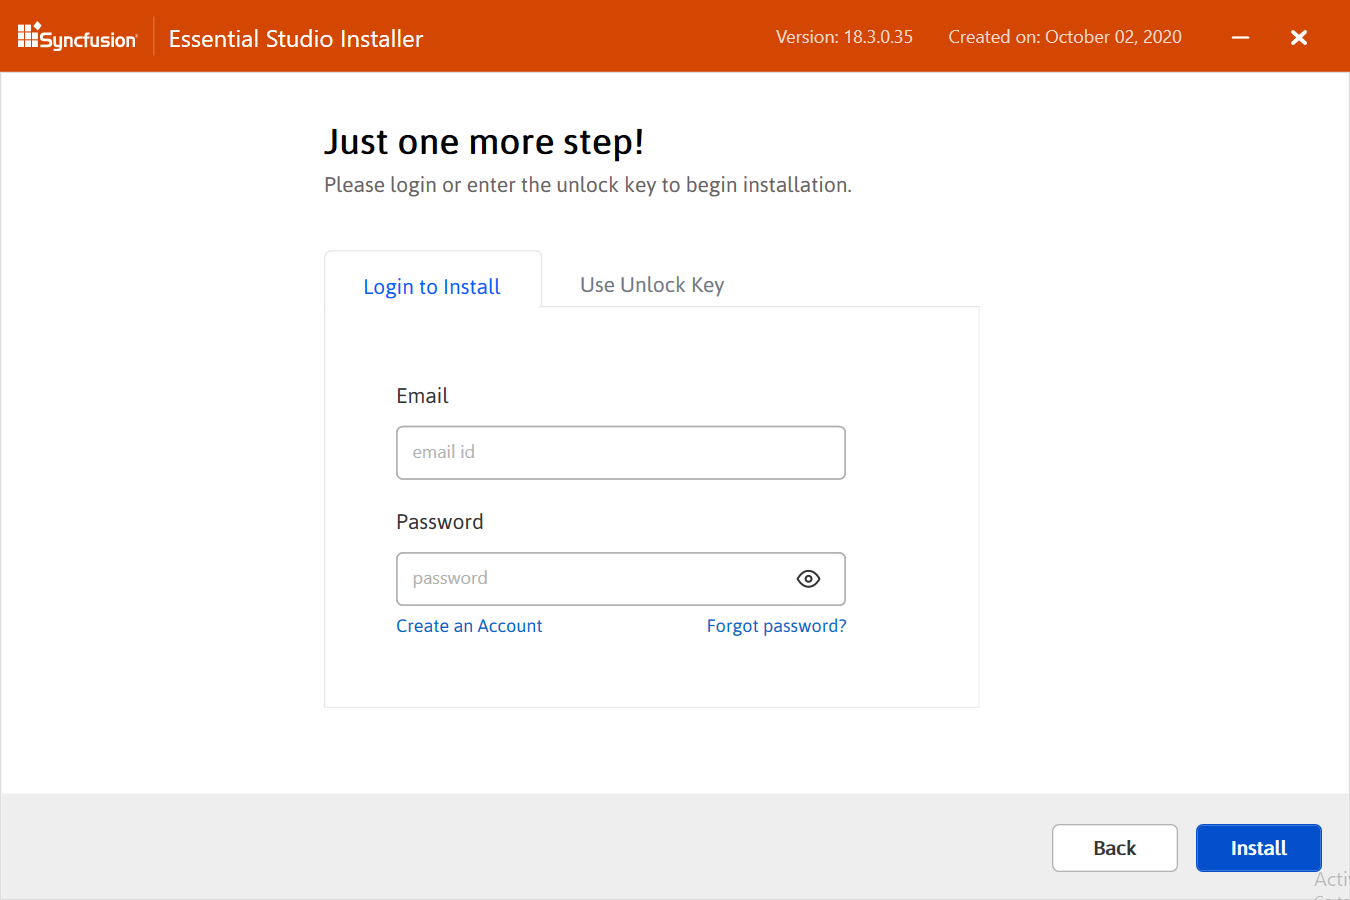 Syncfusion
Essential Studio Installer
Version: 18.3.0.35
Created on: October 02, 2020
Just one more step!
Please login or enter the unlock key to begin installation.
Login to Install
Use Unlock Key
Email
email id
Password
password
Create an Account
Forgot password?
Back
Install